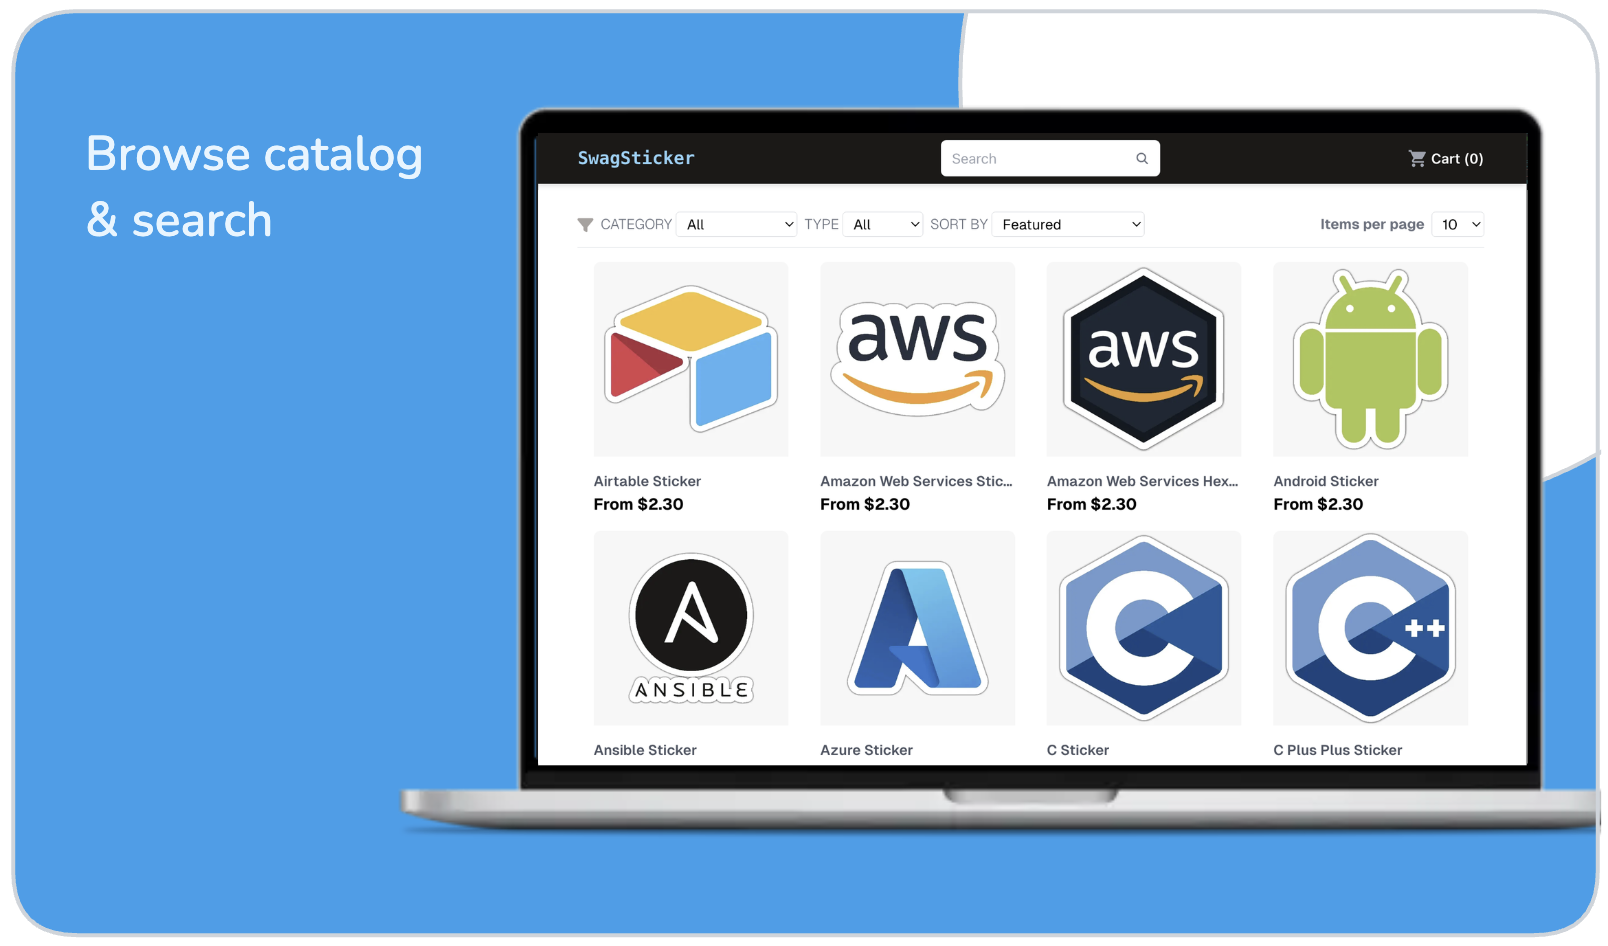 Browse catalog
& search
SwagSticker
Search
Cart (0)
CATEGORY All TYPE All SORT BY Featured
Items per page 10
aws
aws
Airtable Sticker
From $2.30
Amazon Web Services Stic...
From $2.30
Amazon Web Services Hex...
From $2.30
Android Sticker
From $2.30
ANSIBLE
C
C++
Ansible Sticker
Azure Sticker
C Sticker
C Plus Plus Sticker